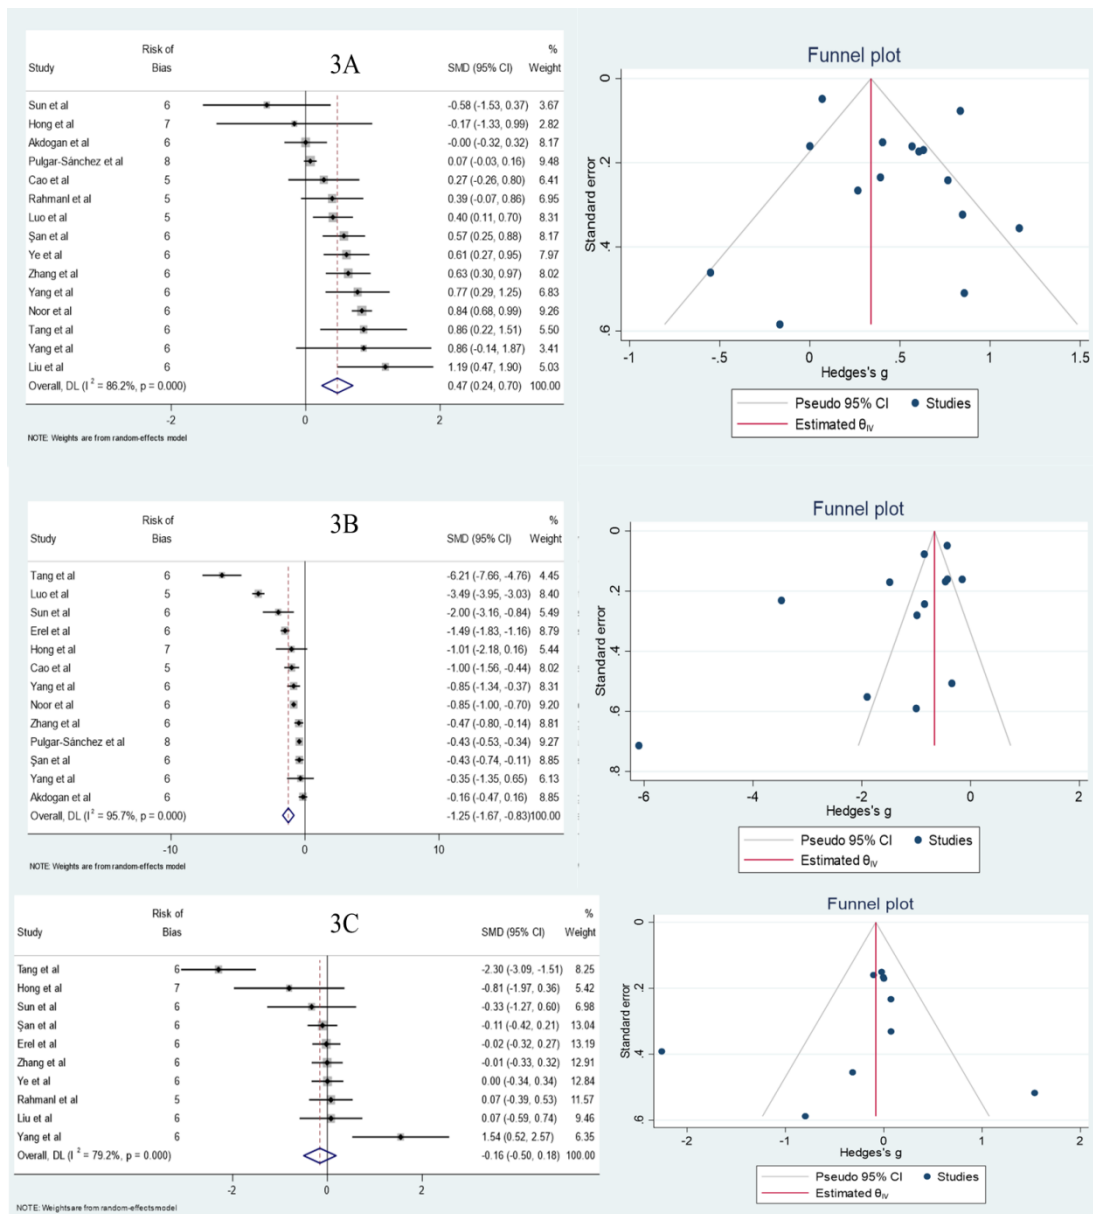 3A
Risk of %
Study Bias SMD (95% CI) Weight
Sun et al 6 -0.58 (-1.53, 0.37) 3.67
Hong et al 7 -0.17 (-1.33, 0.99) 2.82
Akdogan et al 6 -0.00 (-0.32, 0.32) 8.17
Pulgar-Sánchez et al 8 0.07 (-0.03, 0.16) 9.48
Cao et al 5 0.27 (-0.26, 0.80) 6.41
Rahmanl et al 5 0.39 (-0.07, 0.86) 6.95
Luo et al 5 0.40 (0.11, 0.70) 8.31
Şan et al 6 0.57 (0.25, 0.88) 8.17
Ye et al 6 0.61 (0.27, 0.95) 7.97
Zhang et al 6 0.63 (0.30, 0.97) 8.02
Yang et al 6 0.77 (0.29, 1.25) 6.83
Noor et al 6 0.84 (0.68, 0.99) 9.26
Tang et al 6 0.86 (0.22, 1.51) 5.50
Yang et al 6 0.86 (-0.14, 1.87) 3.41
Liu et al 6 1.19 (0.47, 1.90) 5.03
Overall, DL (I² = 86.2%, p = 0.000) 0.47 (0.24, 0.70) 100.00
-2 0 2
NOTE: Weights are from random-effects model
Funnel plot
Standard error
0
.2
.4
.6
-1 -.5 0 .5 1 1.5
Hedges's g
Pseudo 95% CI Studies
Estimated θIV
3B
Risk of %
Study Bias SMD (95% CI) Weight
Tang et al 6 -6.21 (-7.66, -4.76) 4.45
Luo et al 5 -3.49 (-3.95, -3.03) 8.40
Sun et al 6 -2.00 (-3.16, -0.84) 5.49
Erel et al 6 -1.49 (-1.83, -1.16) 8.79
Hong et al 7 -1.01 (-2.18, 0.16) 5.44
Cao et al 5 -1.00 (-1.56, -0.44) 8.02
Yang et al 6 -0.85 (-1.34, -0.37) 8.31
Noor et al 6 -0.85 (-1.00, -0.70) 9.20
Zhang et al 6 -0.47 (-0.80, -0.14) 8.81
Pulgar-Sánchez et al 8 -0.43 (-0.53, -0.34) 9.27
Şan et al 6 -0.43 (-0.74, -0.11) 8.85
Yang et al 6 -0.35 (-1.35, 0.65) 6.13
Akdogan et al 6 -0.16 (-0.47, 0.16) 8.85
Overall, DL (I² = 95.7%, p = 0.000) -1.25 (-1.67, -0.83)100.00
-10 0 10
NOTE: Weights are from random-effects model
Funnel plot
Standard error
0
.2
.4
.6
.8
-6 -4 -2 0 2
Hedges's g
Pseudo 95% CI Studies
Estimated θIV
3C
Risk of %
Study Bias SMD (95% CI) Weight
Tang et al 6 -2.30 (-3.09, -1.51) 8.25
Hong et al 7 -0.81 (-1.97, 0.36) 5.42
Sun et al 6 -0.33 (-1.27, 0.60) 6.98
Şan et al 6 -0.11 (-0.42, 0.21) 13.04
Erel et al 6 -0.02 (-0.32, 0.27) 13.19
Zhang et al 6 -0.01 (-0.33, 0.32) 12.91
Ye et al 6 0.00 (-0.34, 0.34) 12.84
Rahmanl et al 5 0.07 (-0.39, 0.53) 11.57
Liu et al 6 0.07 (-0.59, 0.74) 9.46
Yang et al 6 1.54 (0.52, 2.57) 6.35
Overall, DL (I² = 79.2%, p = 0.000) -0.16 (-0.50, 0.18) 100.00
-2 0 2
NOTE: Weights are from random-effects model
Funnel plot
Standard error
0
.2
.4
.6
-2 -1 0 1 2
Hedges's g
Pseudo 95% CI Studies
Estimated θIV